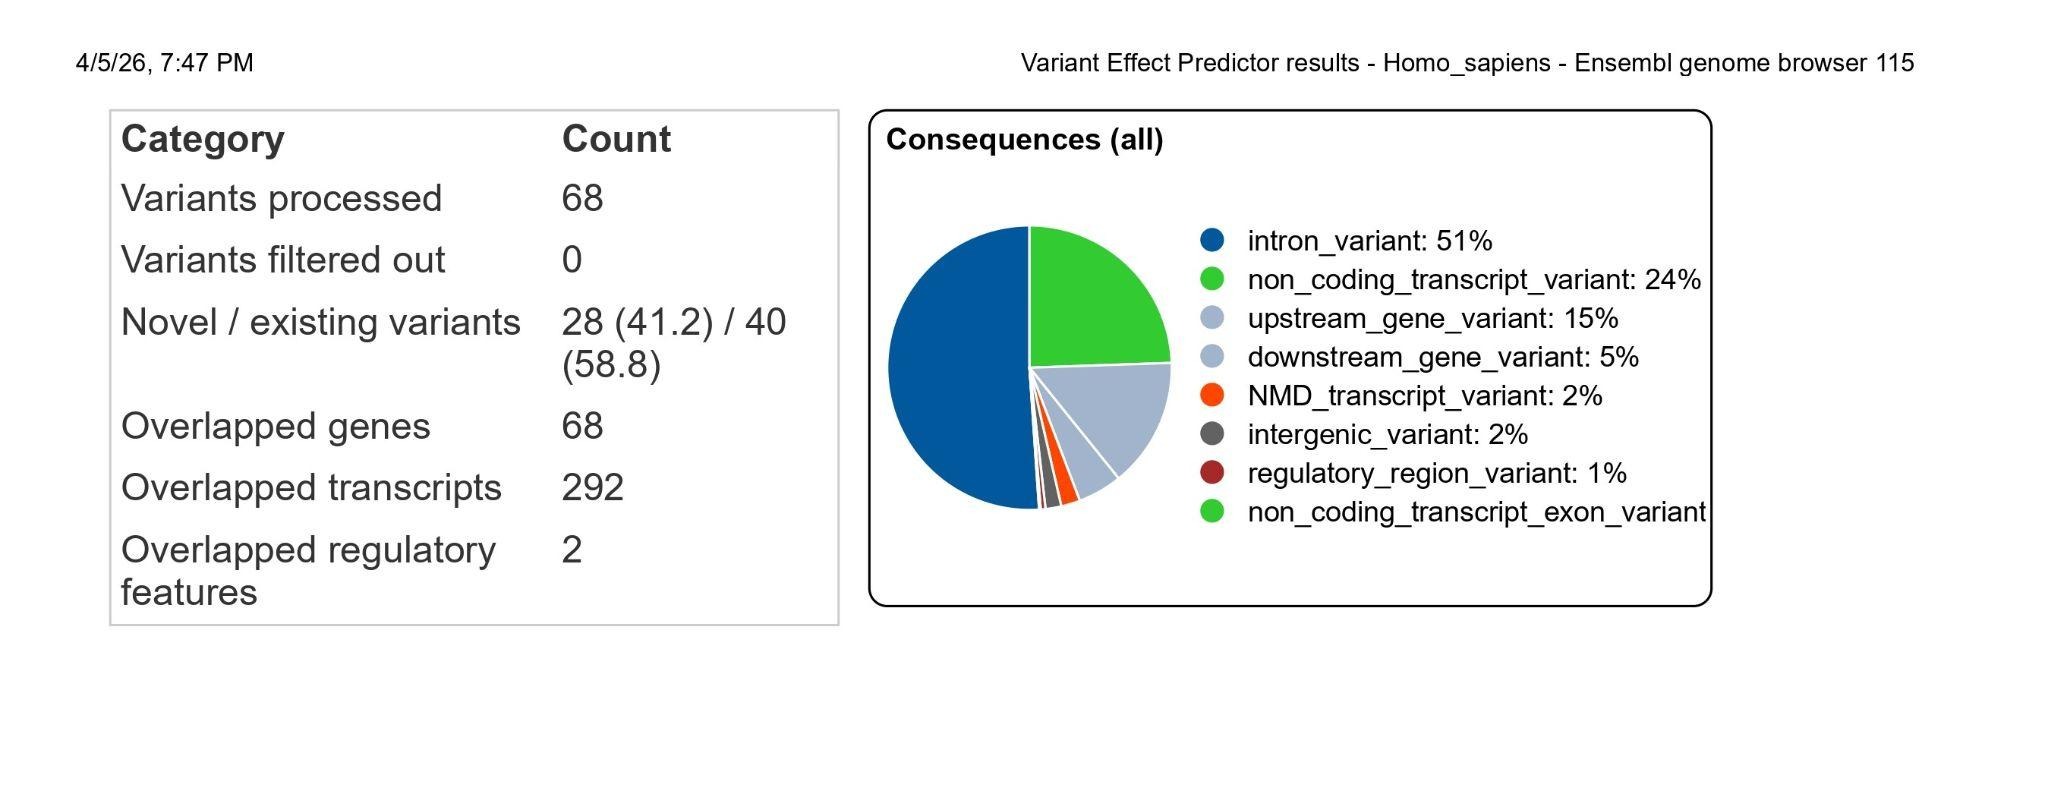 4/5/26, 7:47 PM
Variant Effect Predictor results - Homo_sapiens - Ensembl genome browser 115
Category Count
Variants processed 68
Variants filtered out 0
Novel / existing variants 28 (41.2) / 40
(58.8)
Overlapped genes 68
Overlapped transcripts 292
Overlapped regulatory 2
features
Consequences (all)
intron_variant: 51%
non_coding_transcript_variant: 24%
upstream_gene_variant: 15%
downstream_gene_variant: 5%
NMD_transcript_variant: 2%
intergenic_variant: 2%
regulatory_region_variant: 1%
non_coding_transcript_exon_variant